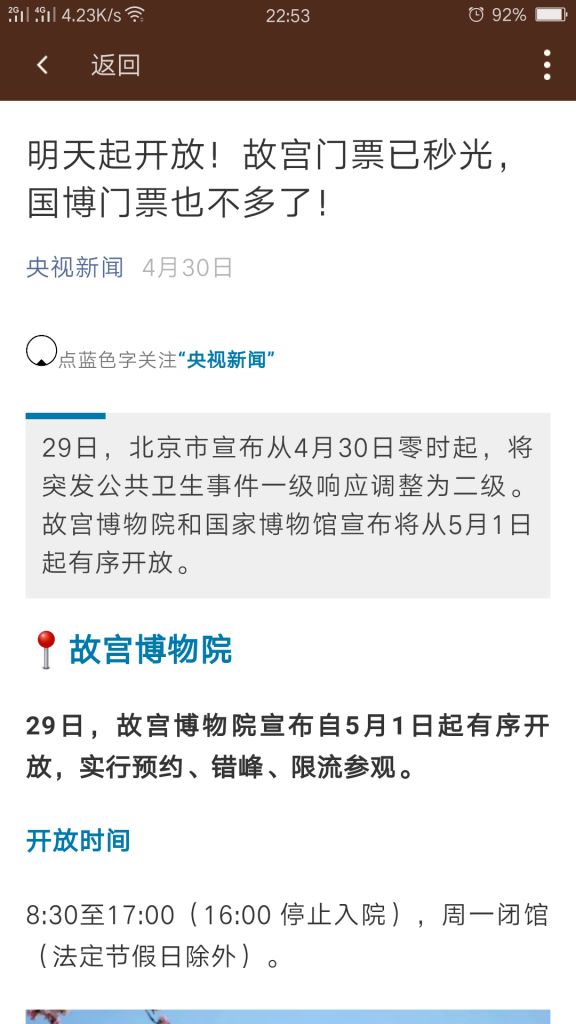 2G 4G 4.23K/s 22:53 92%
返回
明天起开放！故宫门票已秒光，
国博门票也不多了！
央视新闻 4月30日
点蓝色字关注“央视新闻”
29日，北京市宣布从4月30日零时起，将
突发公共卫生事件一级响应调整为二级。
故宫博物院和国家博物馆宣布将从5月1日
起有序开放。
故宫博物院
29日，故宫博物院宣布自5月1日起有序开
放，实行预约、错峰、限流参观。
开放时间
8:30至17:00（16:00 停止入院），周一闭馆
（法定节假日除外）。